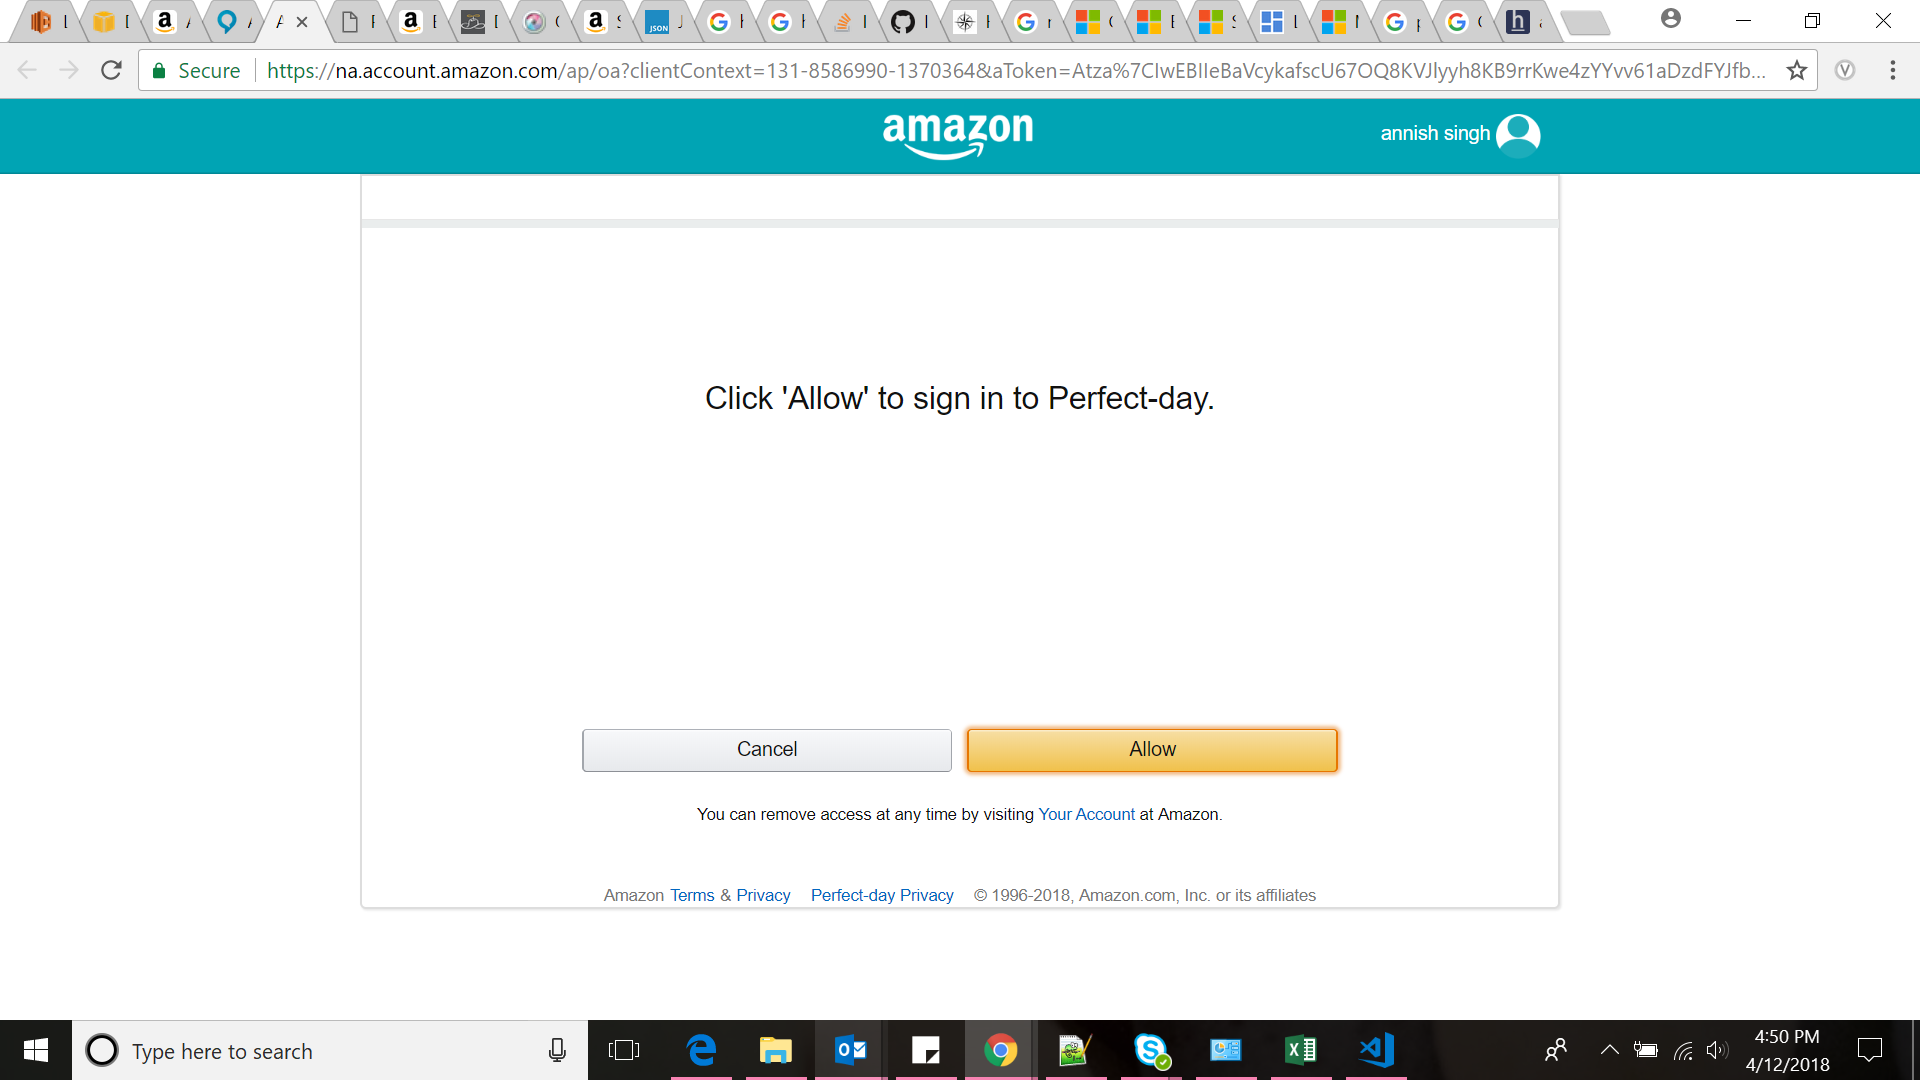 Secure
https://na.account.amazon.com/ap/oa?clientContext=131-8586990-1370364&aToken=Atza%7CIwEBIIeBaVcykafscU67OQ8KVJlyyh8KB9rrKwe4zYYvv61aDzdFYJfb...
amazon
annish singh
Click 'Allow' to sign in to Perfect-day.
Cancel
Allow
You can remove access at any time by visiting Your Account at Amazon.
Amazon Terms & Privacy Perfect-day Privacy © 1996-2018, Amazon.com, Inc. or its affiliates
Type here to search
4:50 PM
4/12/2018